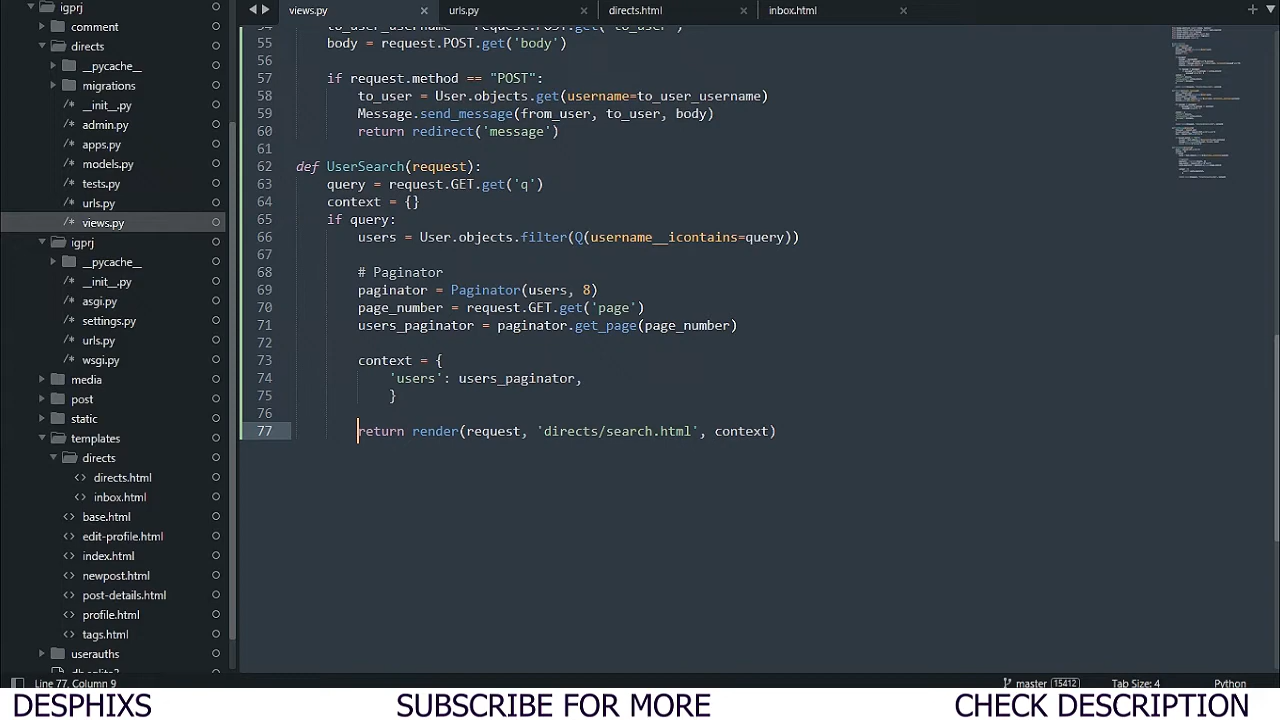 igprj
comment
directs
__pycache__
migrations
/* __init__.py
/* admin.py
/* apps.py
/* models.py
/* tests.py
/* urls.py
/* views.py
igprj
__pycache__
/* __init__.py
/* asgi.py
/* settings.py
/* urls.py
/* wsgi.py
media
post
static
templates
directs
<> directs.html
<> inbox.html
<> base.html
<> edit-profile.html
<> index.html
<> newpost.html
<> post-details.html
<> profile.html
<> tags.html
userauths
views.py × urls.py × directs.html × inbox.html ×
55 body = request.POST.get('body')
56
57 if request.method == "POST":
58 to_user = User.objects.get(username=to_user_username)
59 Message.send_message(from_user, to_user, body)
60 return redirect('message')
61
62 def UserSearch(request):
63 query = request.GET.get('q')
64 context = {}
65 if query:
66 users = User.objects.filter(Q(username__icontains=query))
67
68 # Paginator
69 paginator = Paginator(users, 8)
70 page_number = request.GET.get('page')
71 users_paginator = paginator.get_page(page_number)
72
73 context = {
74 'users': users_paginator,
75 }
76
77 return render(request, 'directs/search.html', context)
Line 77, Column 9
master 15412
Tab Size: 4
Python
DESPHIXS SUBSCRIBE FOR MORE CHECK DESCRIPTION